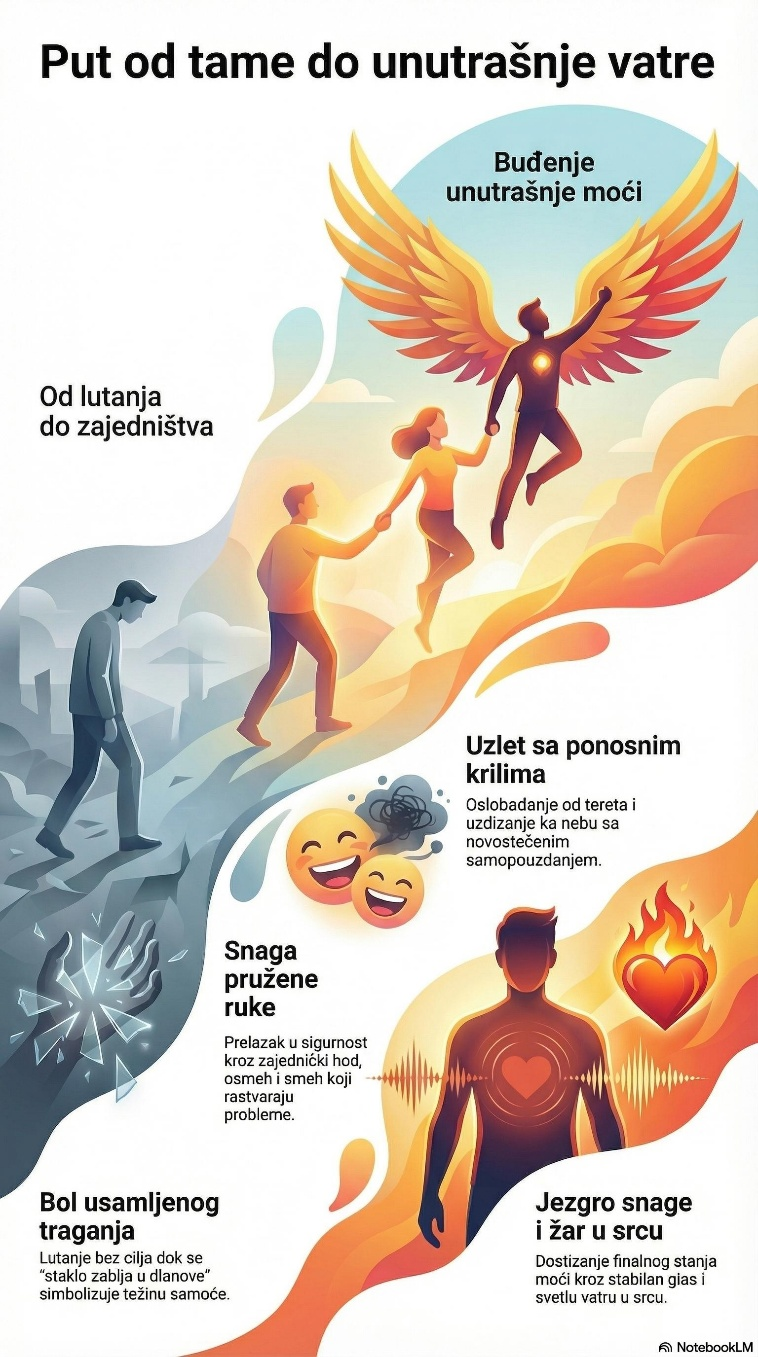 Put od tame do unutrašnje vatre
Buđenje
unutrašnje moći
Od lutanja
do zajedništva
Uzlet sa ponosnim
krilima
Oslobađanje od tereta i
uzdizanje ka nebu sa
novostečenim
samopouzdanjem.
Snaga
pružene
ruke
Prelazak u sigurnost
kroz zajednićki hod,
osmeh i smeh koji
rastvaraju
probleme.
Bol usamljenog
traganja
Lutanje bez cilja dok se
“staklo zablja u dlanove”
simbolizuje težinu samoće.
Jezgro snage
i žar u srcu
Dostizanje finalnog stanja
moći kroz stabilan gias i
svetlu vatru u srcu.
NotebookLM